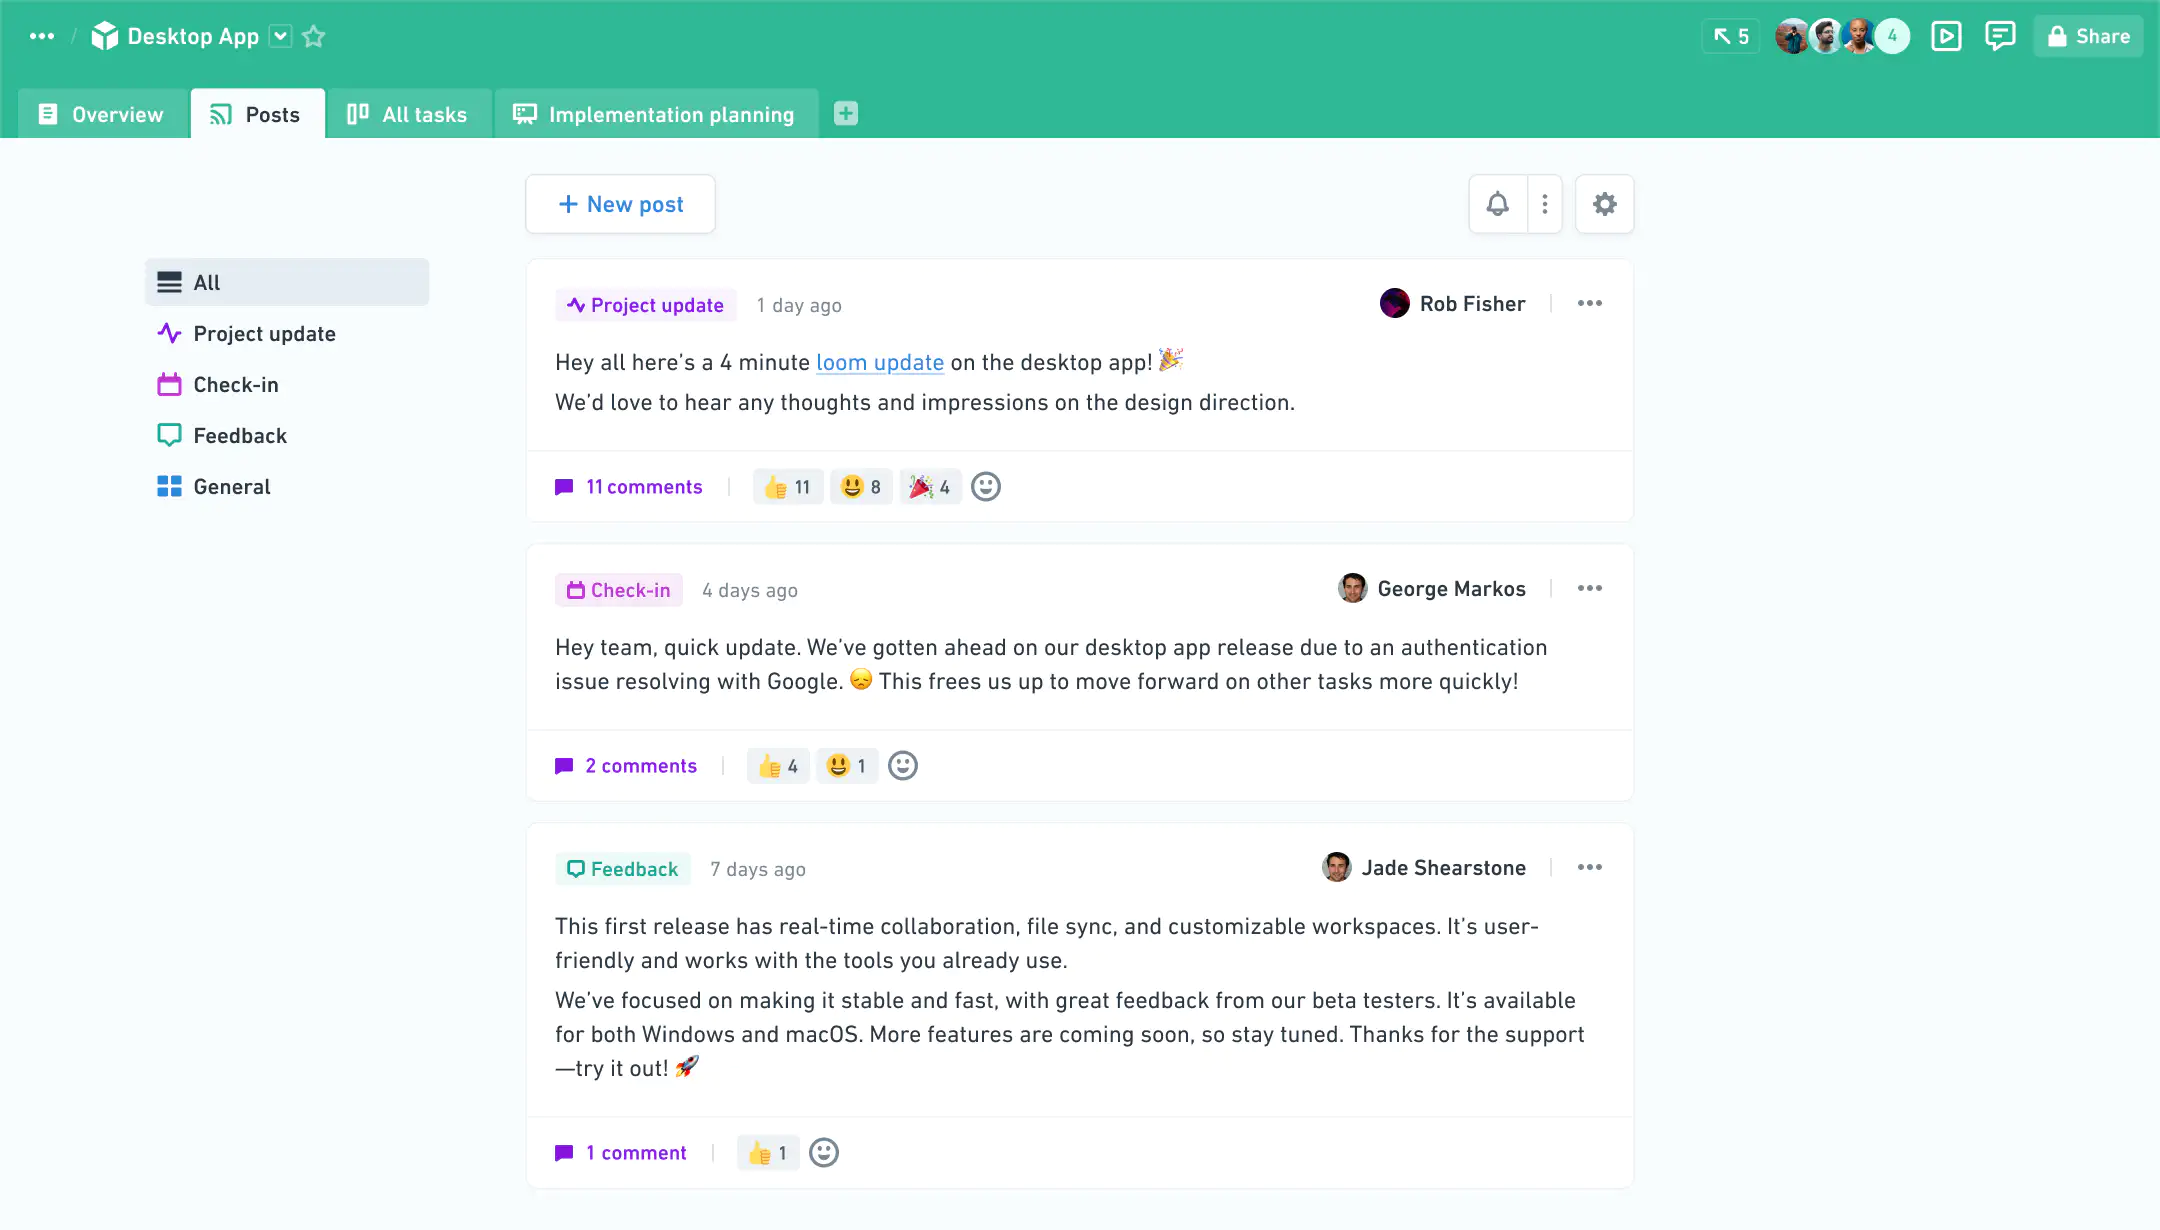 Desktop App
5
4
Share
Overview
Posts
All tasks
Implementation planning
New post
All
Project update
Check-in
Feedback
General
Project update 1 day ago
Rob Fisher
Hey all here’s a 4 minute loom update on the desktop app! 🎉
We’d love to hear any thoughts and impressions on the design direction.
11 comments 👍 11 😃 8 🎉 4
Check-in 4 days ago
George Markos
Hey team, quick update. We’ve gotten ahead on our desktop app release due to an authentication
issue resolving with Google. 😞 This frees us up to move forward on other tasks more quickly!
2 comments 👍 4 😃 1
Feedback 7 days ago
Jade Shearstone
This first release has real-time collaboration, file sync, and customizable workspaces. It’s user-
friendly and works with the tools you already use.
We’ve focused on making it stable and fast, with great feedback from our beta testers. It’s available
for both Windows and macOS. More features are coming soon, so stay tuned. Thanks for the support
—try it out! 🚀
1 comment 👍 1